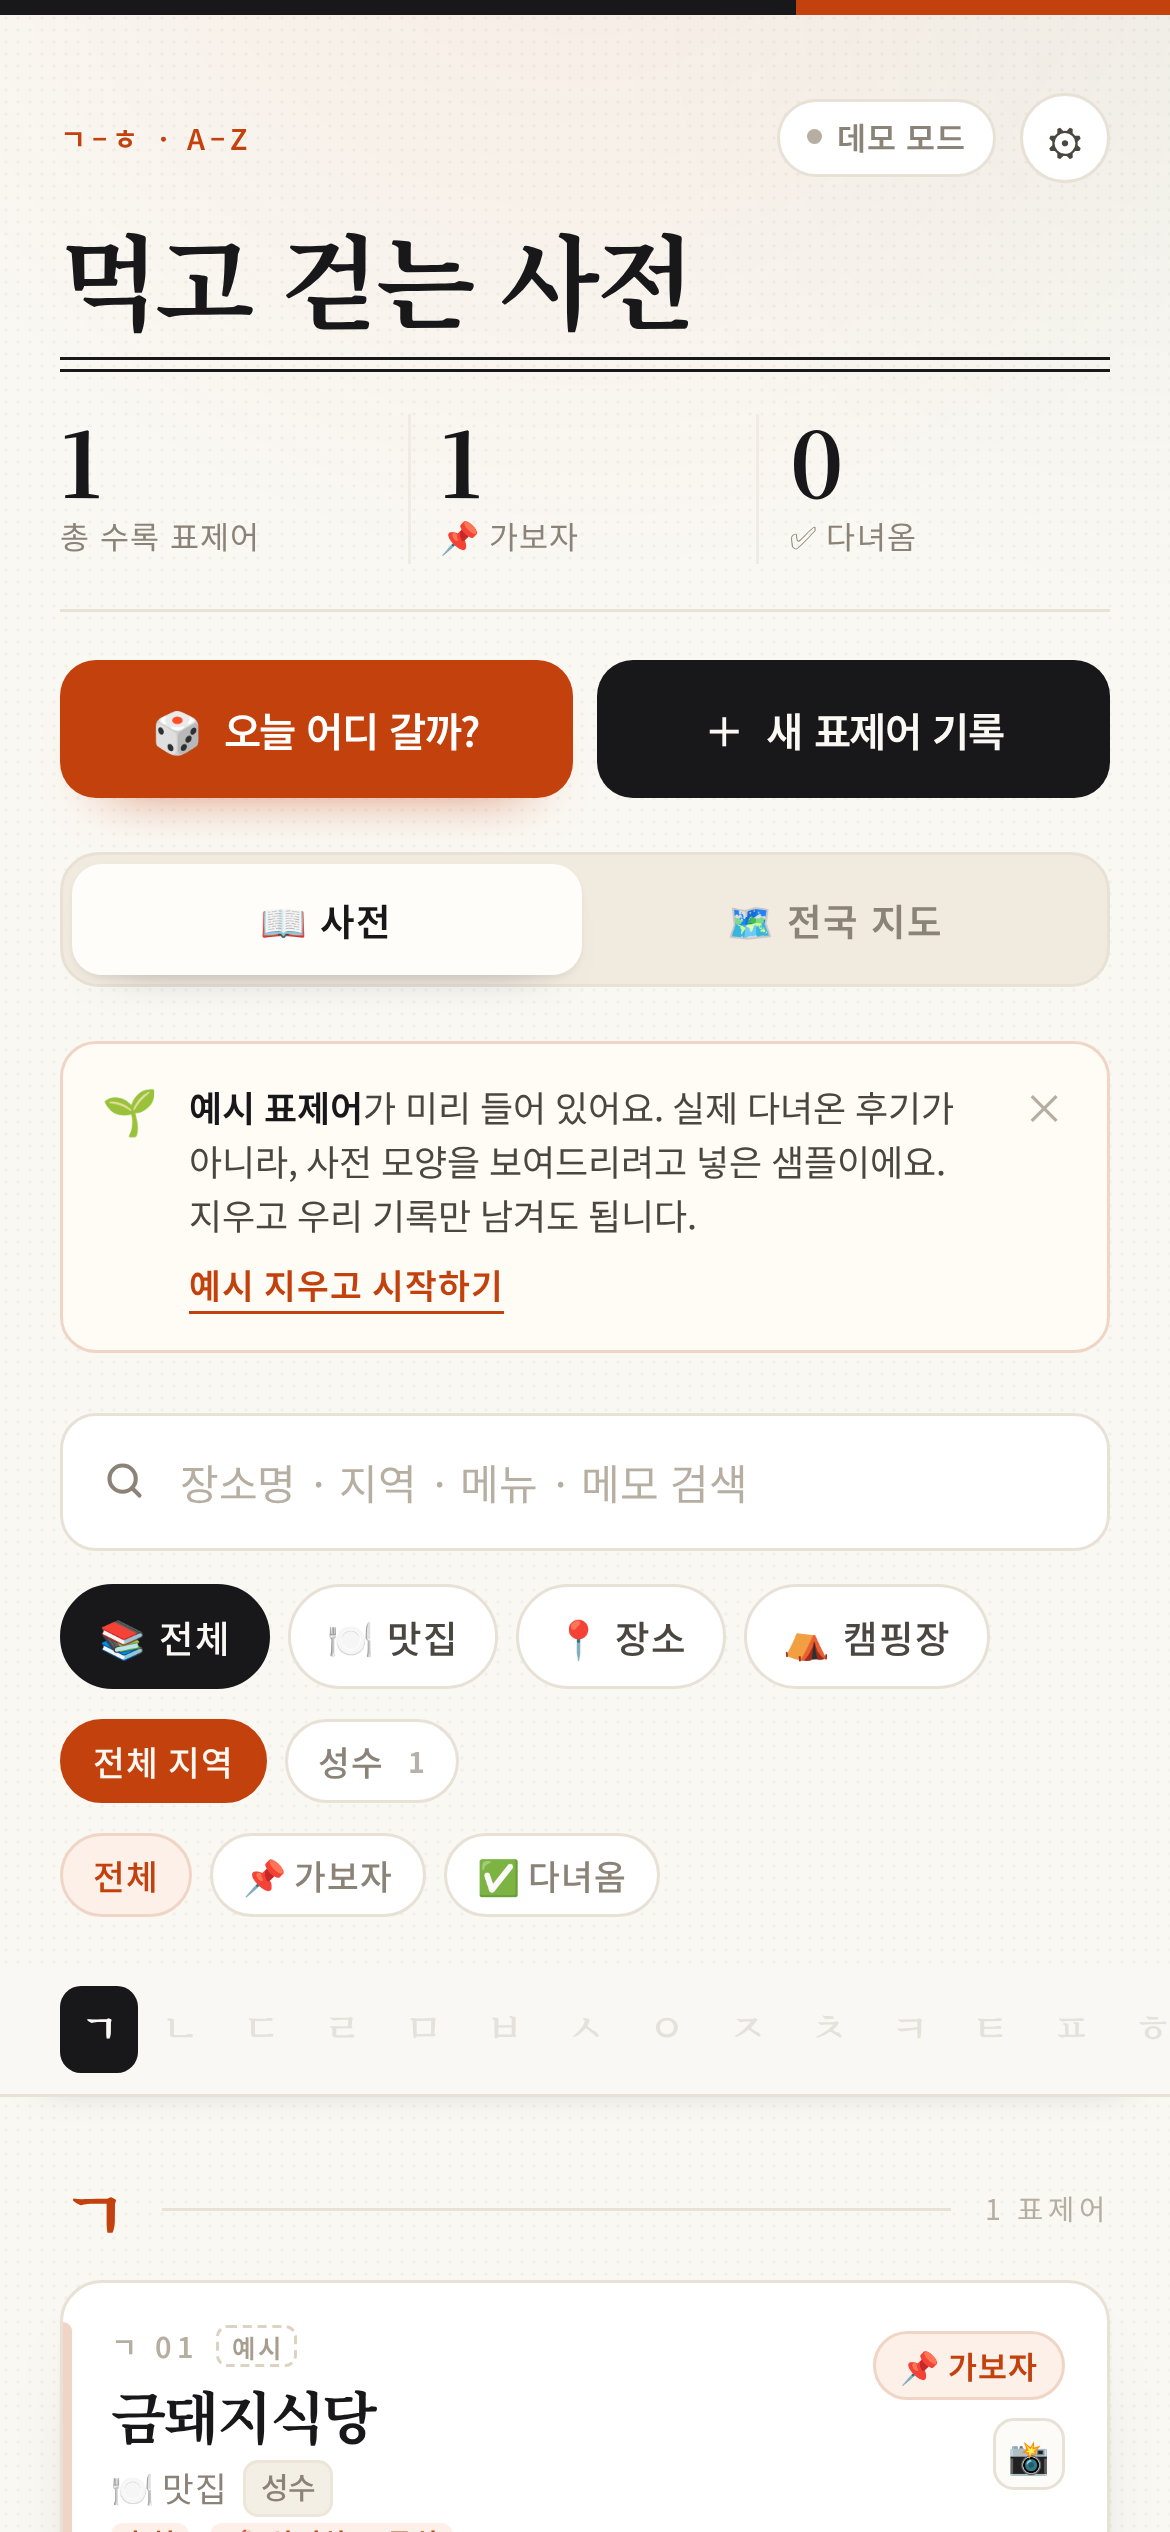 ㄱ–ㅎ · A–Z
데모 모드
먹고 걷는 사전
1
총 수록 표제어
1
📌 가보자
0
✅ 다녀옴
🎲 오늘 어디 갈까?
＋ 새 표제어 기록
📖 사전
🗺️ 전국 지도
예시 표제어가 미리 들어 있어요. 실제 다녀온 후기가
아니라, 사전 모양을 보여드리려고 넣은 샘플이에요.
지우고 우리 기록만 남겨도 됩니다.
예시 지우고 시작하기
장소명 · 지역 · 메뉴 · 메모 검색
📚 전체
🍽️ 맛집
📍 장소
⛺ 캠핑장
전체 지역
성수 1
전체
📌 가보자
✅ 다녀옴
ㄱ ㄴ ㄷ ㄹ ㅁ ㅂ ㅅ ㅇ ㅈ ㅊ ㅋ ㅌ ㅍ ㅎ
ㄱ
1 표제어
ㄱ 01 예시
📌 가보자
금돼지식당
🍽️ 맛집 성수